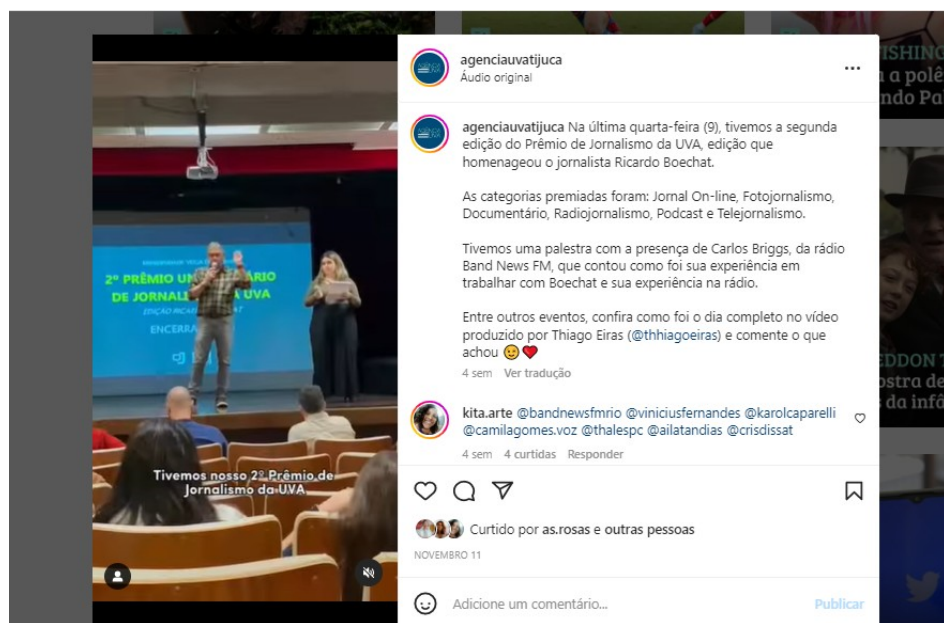 2º PRÊMIO UN
DE JORNALIS
UVA
ENCERRA
Tivemos nosso 2º Prêmio de
Jornalismo da UVA
agenciauvatijuca
Áudio original
agenciauvatijuca Na última quarta-feira (9), tivemos a segunda
edição do Prêmio de Jornalismo da UVA, edição que
homenageou o jornalista Ricardo Boechat.
As categorias premiadas foram: Jornal On-line, Fotojornalismo,
Documentário, Radiojornalismo, Podcast e Telejornalismo.
Tivemos uma palestra com a presença de Carlos Briggs, da rádio
Band News FM, que contou como foi sua experiência em
trabalhar com Boechat e sua experiência na rádio.
Entre outros eventos, confira como foi o dia completo no vídeo
produzido por Thiago Eiras (@thhiagoeiras) e comente o que
achou 😉❤️
4 sem Ver tradução
kita.arte @bandnewsfmrio @viniciusfernandes @karolcaparelli
@camilagomes.voz @thalespc @ailatandias @crisdissat
4 sem 4 curtidas Responder
Curtido por as.rosas e outras pessoas
NOVEMBRO 11
Adicione um comentário...
Publicar
ISHING
a a polê
ndo Pa
EDDON T
ostra de
da infâ